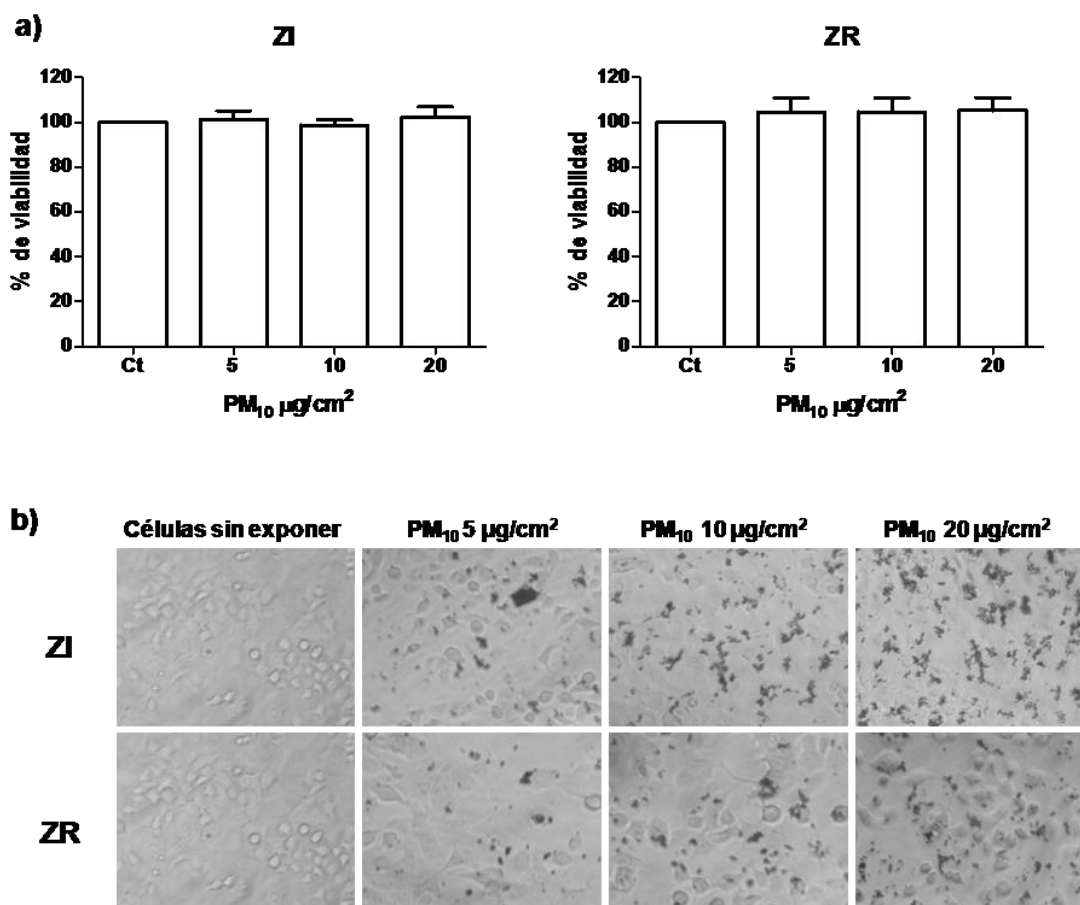 a)
ZI
% de viabilidad
120
100
80
60
40
20
0
Ct 5 10 20
PM₁₀ µg/cm²
ZR
% de viabilidad
120
100
80
60
40
20
0
Ct 5 10 20
PM₁₀ µg/cm²
b)
Células sin exponer PM₁₀ 5 µg/cm² PM₁₀ 10 µg/cm² PM₁₀ 20 µg/cm²
ZI
ZR